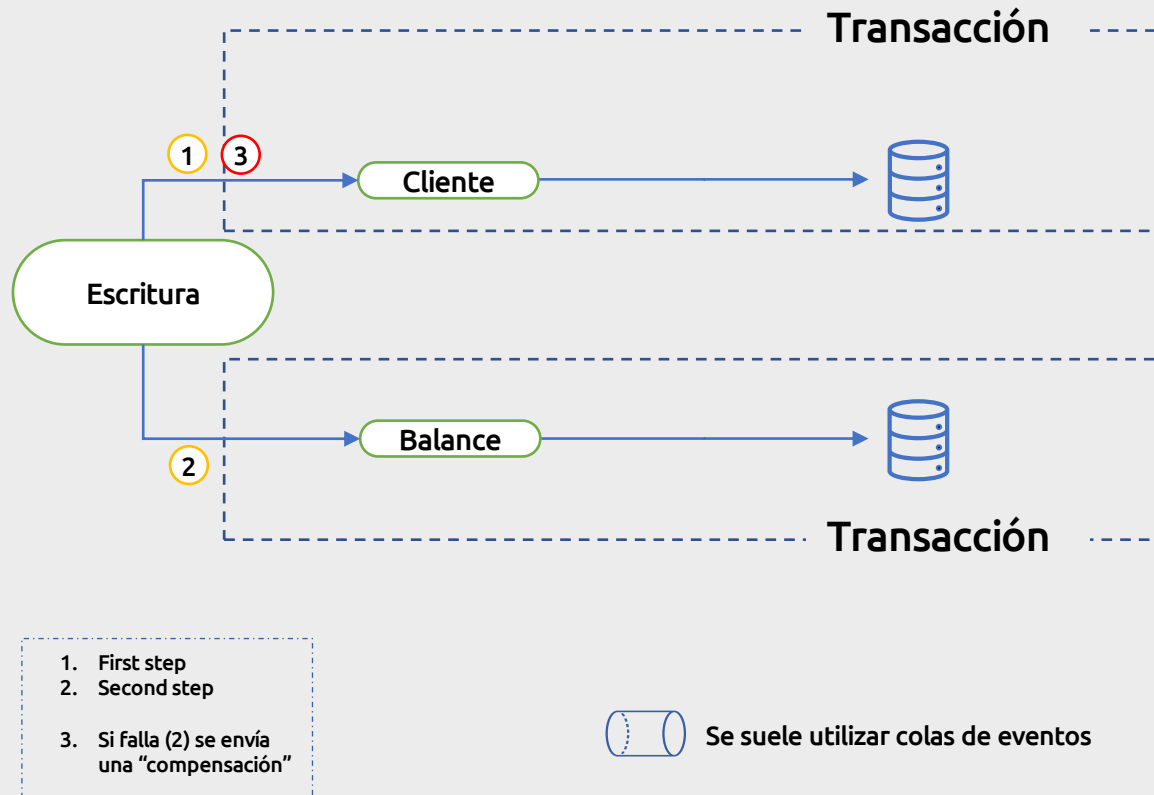 Transacción
1
3
Cliente
Escritura
Balance
2
Transacción
1. First step
2. Second step
3. Si falla (2) se envía
una “compensación”
Se suele utilizar colas de eventos